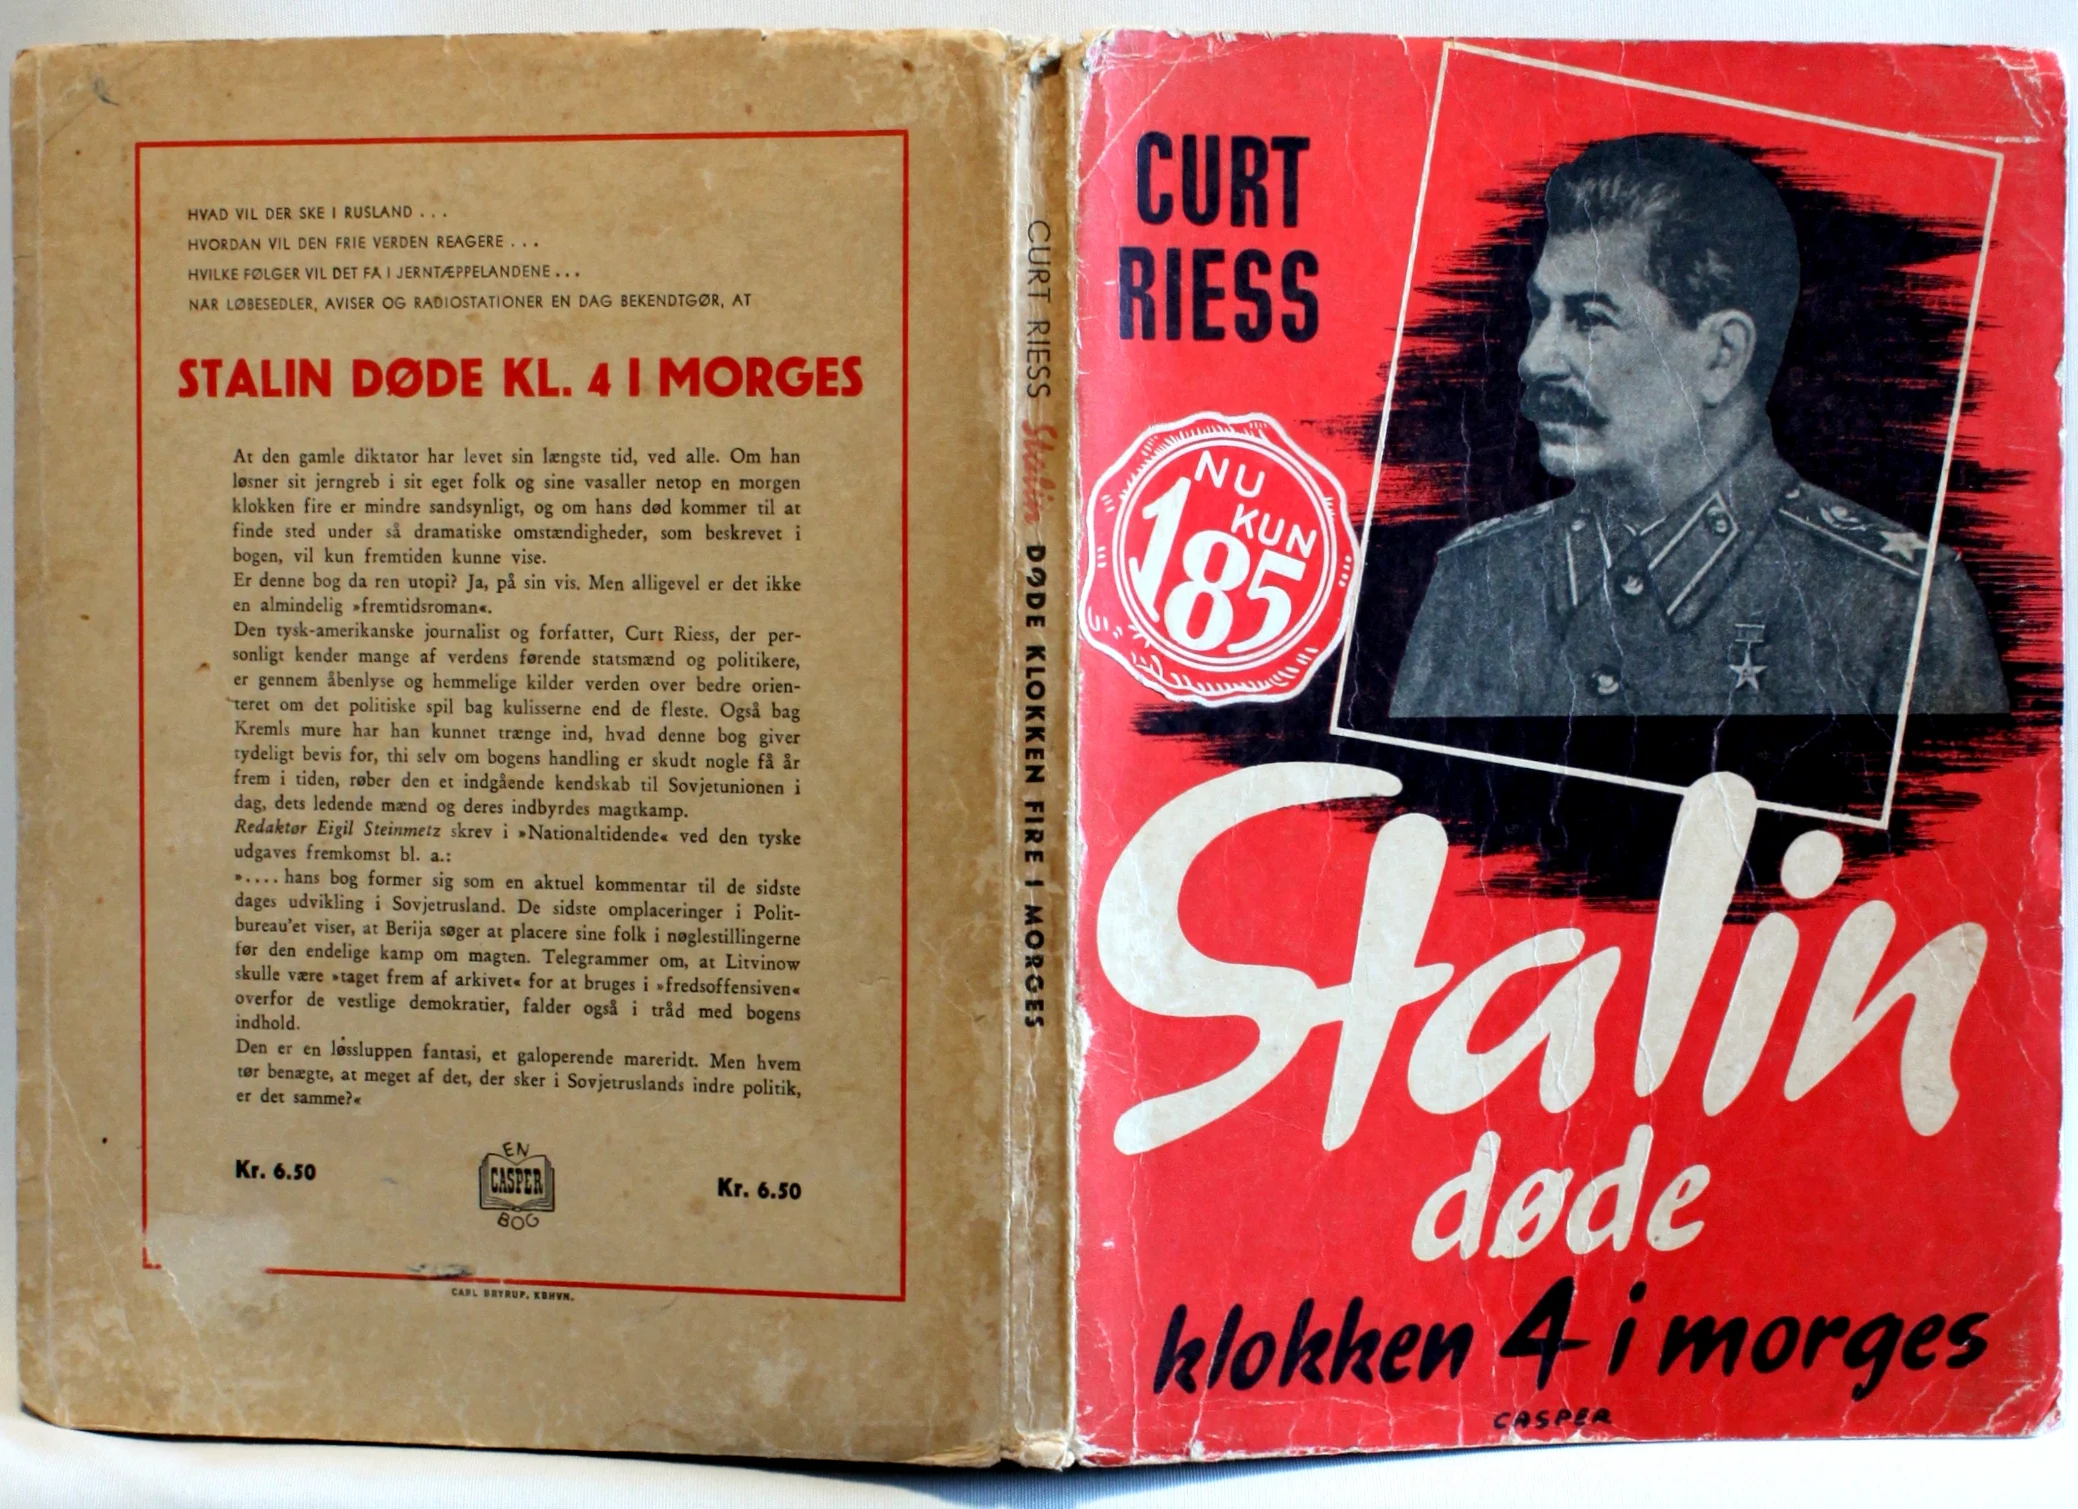 HVAD VIL DER SKE I RUSLAND . . .
HVORDAN VIL DEN FRIE VERDEN REAGERE . . .
HVILKE FØLGER VIL DET FA I JERNTÆPPELANDENE . . .
NAR LØBESEDLER, AVISER OG RADIOSTATIONER EN DAG BEKENDTGØR, AT
STALIN DØDE KL. 4 I MORGES
At den gamle diktator har levet sin længste tid, ved alle. Om han
løsner sit jerngreb i sit eget folk og sine vasaller netop en morgen
klokken fire er mindre sandsynligt, og om hans død kommer til at
finde sted under så dramatiske omstændigheder, som beskrevet i
bogen, vil kun fremtiden kunne vise.
Er denne bog da ren utopi? Ja, på sin vis. Men alligevel er det ikke
en almindelig »fremtidsroman«.
Den tysk-amerikanske journalist og forfatter, Curt Riess, der per-
sonligt kender mange af verdens førende statsmænd og politikere,
er gennem åbenlyse og hemmelige kilder verden over bedre orien-
teret om det politiske spil bag kulisserne end de fleste. Også bag
Kremls mure har han kunnet trænge ind, hvad denne bog giver
tydeligt bevis for, thi selv om bogens handling er skudt nogle få år
frem i tiden, røber den et indgående kendskab til Sovjetunionen i
dag, dets ledende mænd og deres indbyrdes magtkamp.
Redaktør Eigil Steinmetz skrev i »Nationaltidende« ved den tyske
udgaves fremkomst bl. a.:
».... hans bog former sig som en aktuel kommentar til de sidste
dages udvikling i Sovjetrusland. De sidste omplaceringer i Polit-
bureau'et viser, at Berija søger at placere sine folk i nøglestillingerne
før den endelige kamp om magten. Telegrammer om, at Litvinow
skulle være »taget frem af arkivet« for at bruges i »fredsoffensiven«
overfor de vestlige demokratier, falder også i tråd med bogens
indhold.
Den er en løssluppen fantasi, et galoperende mareridt. Men hvem
tør benægte, at meget af det, der sker i Sovjetruslands indre politik,
er det samme?«
Kr. 6.50
EN
CASPER
BOG
Kr. 6.50
CARL BRYRUP. KBHVN.
CURT RIESS Stalin DØDE KLOKKEN FIRE I MORGES
CURT
RIESS
NU
KUN
185
Stalin
døde
klokken 4 i morges
CASPER